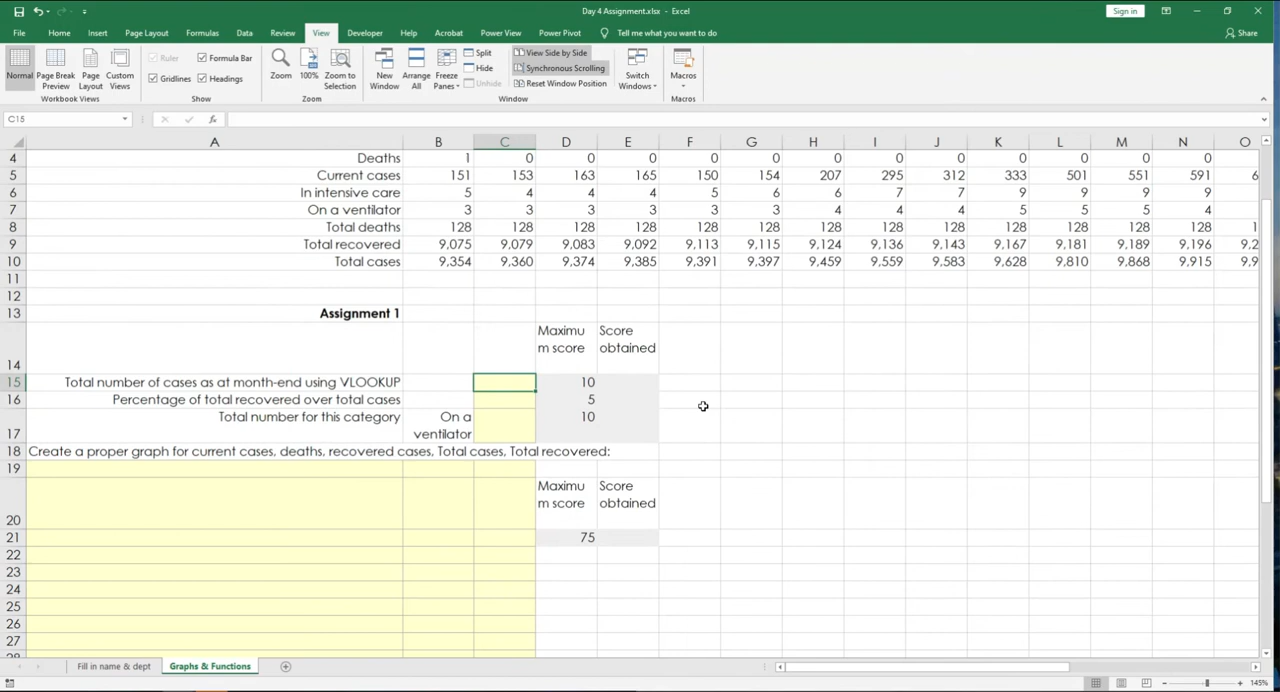 Day 4 Assignment.xlsx - Excel
Sign in
File Home Insert Page Layout Formulas Data Review View Developer Help Acrobat Power View Power Pivot Tell me what you want to do Share
Ruler Formula Bar
Gridlines Headings
Normal Page Break Preview Page Layout Custom Views
Zoom 100% Zoom to Selection
New Window Arrange All Freeze Panes
Split
Hide
Unhide
View Side by Side
Synchronous Scrolling
Reset Window Position
Switch Windows
Macros
Workbook Views Show Zoom Window Macros
C15
fx
A B C D E F G H I J K L M N O
4 Deaths 1 0 0 0 0 0 0 0 0 0 0 0 0
5 Current cases 151 153 163 165 150 154 207 295 312 333 501 551 591 6
6 In intensive care 5 4 4 4 5 6 6 7 7 9 9 9 9
7 On a ventilator 3 3 3 3 3 3 4 4 4 5 5 5 4
8 Total deaths 128 128 128 128 128 128 128 128 128 128 128 128 128 1
9 Total recovered 9,075 9,079 9,083 9,092 9,113 9,115 9,124 9,136 9,143 9,167 9,181 9,189 9,196 9,2
10 Total cases 9,354 9,360 9,374 9,385 9,391 9,397 9,459 9,559 9,583 9,628 9,810 9,868 9,915 9,9
11
12
13 Assignment 1
Maximu Score
m score obtained
14
15 Total number of cases as at month-end using VLOOKUP 10
16 Percentage of total recovered over total cases 5
Total number for this category On a 10
17 ventilator
18 Create a proper graph for current cases, deaths, recovered cases, Total cases, Total recovered:
19
Maximu Score
m score obtained
20
21 75
22
23
24
25
26
27
28
Fill in name & dept Graphs & Functions
145%